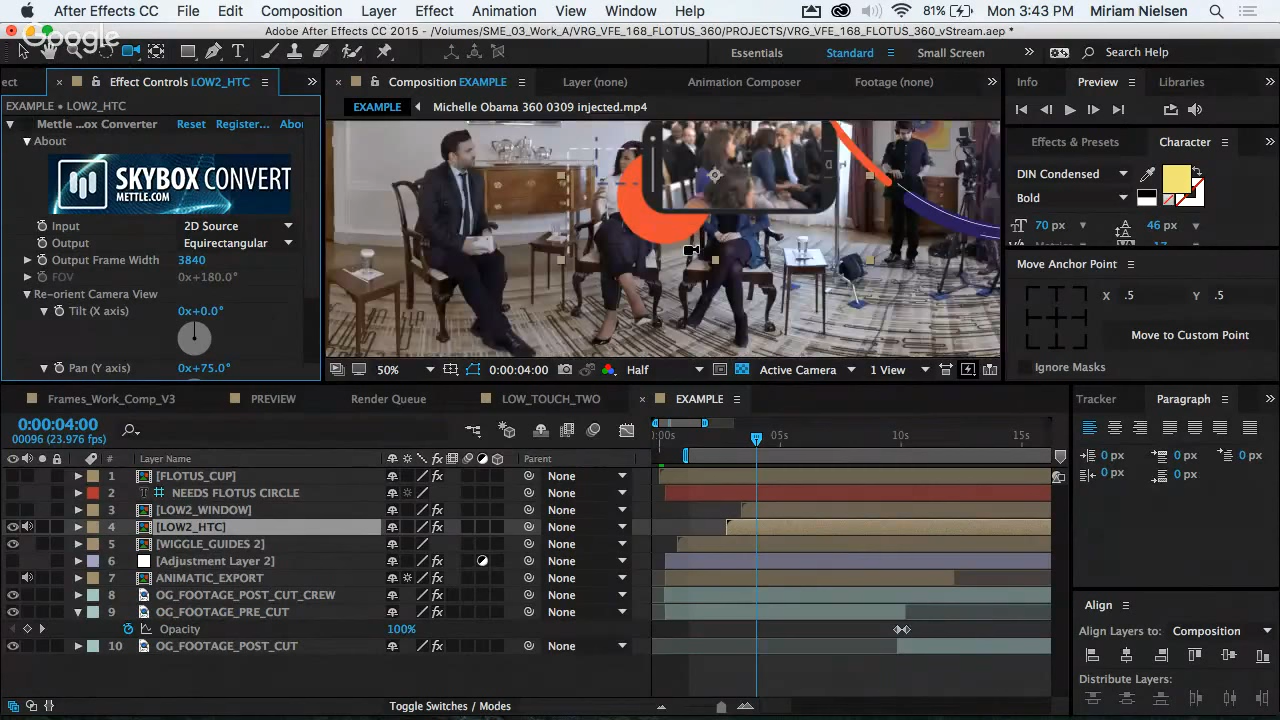 After Effects CC File Edit Composition Layer Effect Animation View Window Help 81% Mon 3:43 PM Miriam Nielsen
Adobe After Effects CC 2015 - /Volumes/SME_03_Work_A/VRG_VFE_168_FLOTUS_360/PROJECTS/VRG_VFE_168_FLOTUS_360_vStream.aep *
Google
Essentials Standard Small Screen Search Help
ect Effect Controls LOW2_HTC
Composition EXAMPLE Layer (none) Animation Composer Footage (none)
Info Preview Libraries
EXAMPLE • LOW2_HTC
EXAMPLE Michelle Obama 360 0309 injected.mp4
Mettle ...ox Converter Reset Register... Abou
About
SKYBOX CONVERT
METTLE.COM
Input 2D Source
Output Equirectangular
Output Frame Width 3840
FOV 0x+180.0°
Re-orient Camera View
Tilt (X axis) 0x+0.0°
Pan (Y axis) 0x+75.0°
Effects & Presets Character
DIN Condensed
Bold
70 px 46 px
Metrics 17
Move Anchor Point
X .5 Y .5
Move to Custom Point
Ignore Masks
50% 0:00:04:00 Half Active Camera 1 View
Frames_Work_Comp_V3 PREVIEW Render Queue LOW_TOUCH_TWO EXAMPLE
Tracker Paragraph
0:00:04:00
00096 (23.976 fps)
:00s 05s 10s 15s
# Layer Name Parent
1 [FLOTUS_CUP] None
2 NEEDS FLOTUS CIRCLE None
3 [LOW2_WINDOW] None
4 [LOW2_HTC] None
5 [WIGGLE_GUIDES 2] None
6 [Adjustment Layer 2] None
7 ANIMATIC_EXPORT None
8 OG_FOOTAGE_POST_CUT_CREW None
9 OG_FOOTAGE_PRE_CUT None
Opacity 100%
10 OG_FOOTAGE_POST_CUT None
Toggle Switches / Modes
0 px 0 px 0 px
0 px 0 px
Align
Align Layers to: Composition
Distribute Layers: